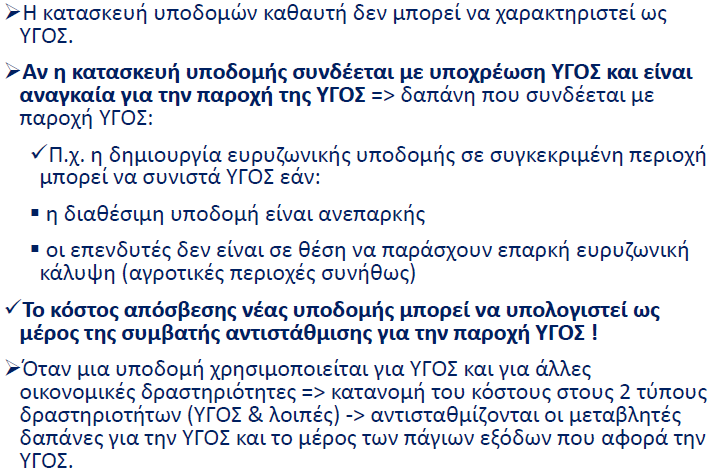 ➢Η κατασκευή υποδομών καθαυτή δεν μπορεί να χαρακτηριστεί ως
ΥΓΟΣ.
➢Αν η κατασκευή υποδομής συνδέεται με υποχρέωση ΥΓΟΣ και είναι
αναγκαία για την παροχή της ΥΓΟΣ => δαπάνη που συνδέεται με
παροχή ΥΓΟΣ:
✓Π.χ. η δημιουργία ευρυζωνικής υποδομής σε συγκεκριμένη περιοχή
μπορεί να συνιστά ΥΓΟΣ εάν:
▪ η διαθέσιμη υποδομή είναι ανεπαρκής
▪ οι επενδυτές δεν είναι σε θέση να παράσχουν επαρκή ευρυζωνική
κάλυψη (αγροτικές περιοχές συνήθως)
✓Το κόστος απόσβεσης νέας υποδομής μπορεί να υπολογιστεί ως
μέρος της συμβατής αντιστάθμισης για την παροχή ΥΓΟΣ !
➢Όταν μια υποδομή χρησιμοποιείται για ΥΓΟΣ και για άλλες
οικονομικές δραστηριότητες => κατανομή του κόστους στους 2 τύπους
δραστηριοτήτων (ΥΓΟΣ & λοιπές) -> αντισταθμίζονται οι μεταβλητές
δαπάνες για την ΥΓΟΣ και το μέρος των πάγιων εξόδων που αφορά την
ΥΓΟΣ.